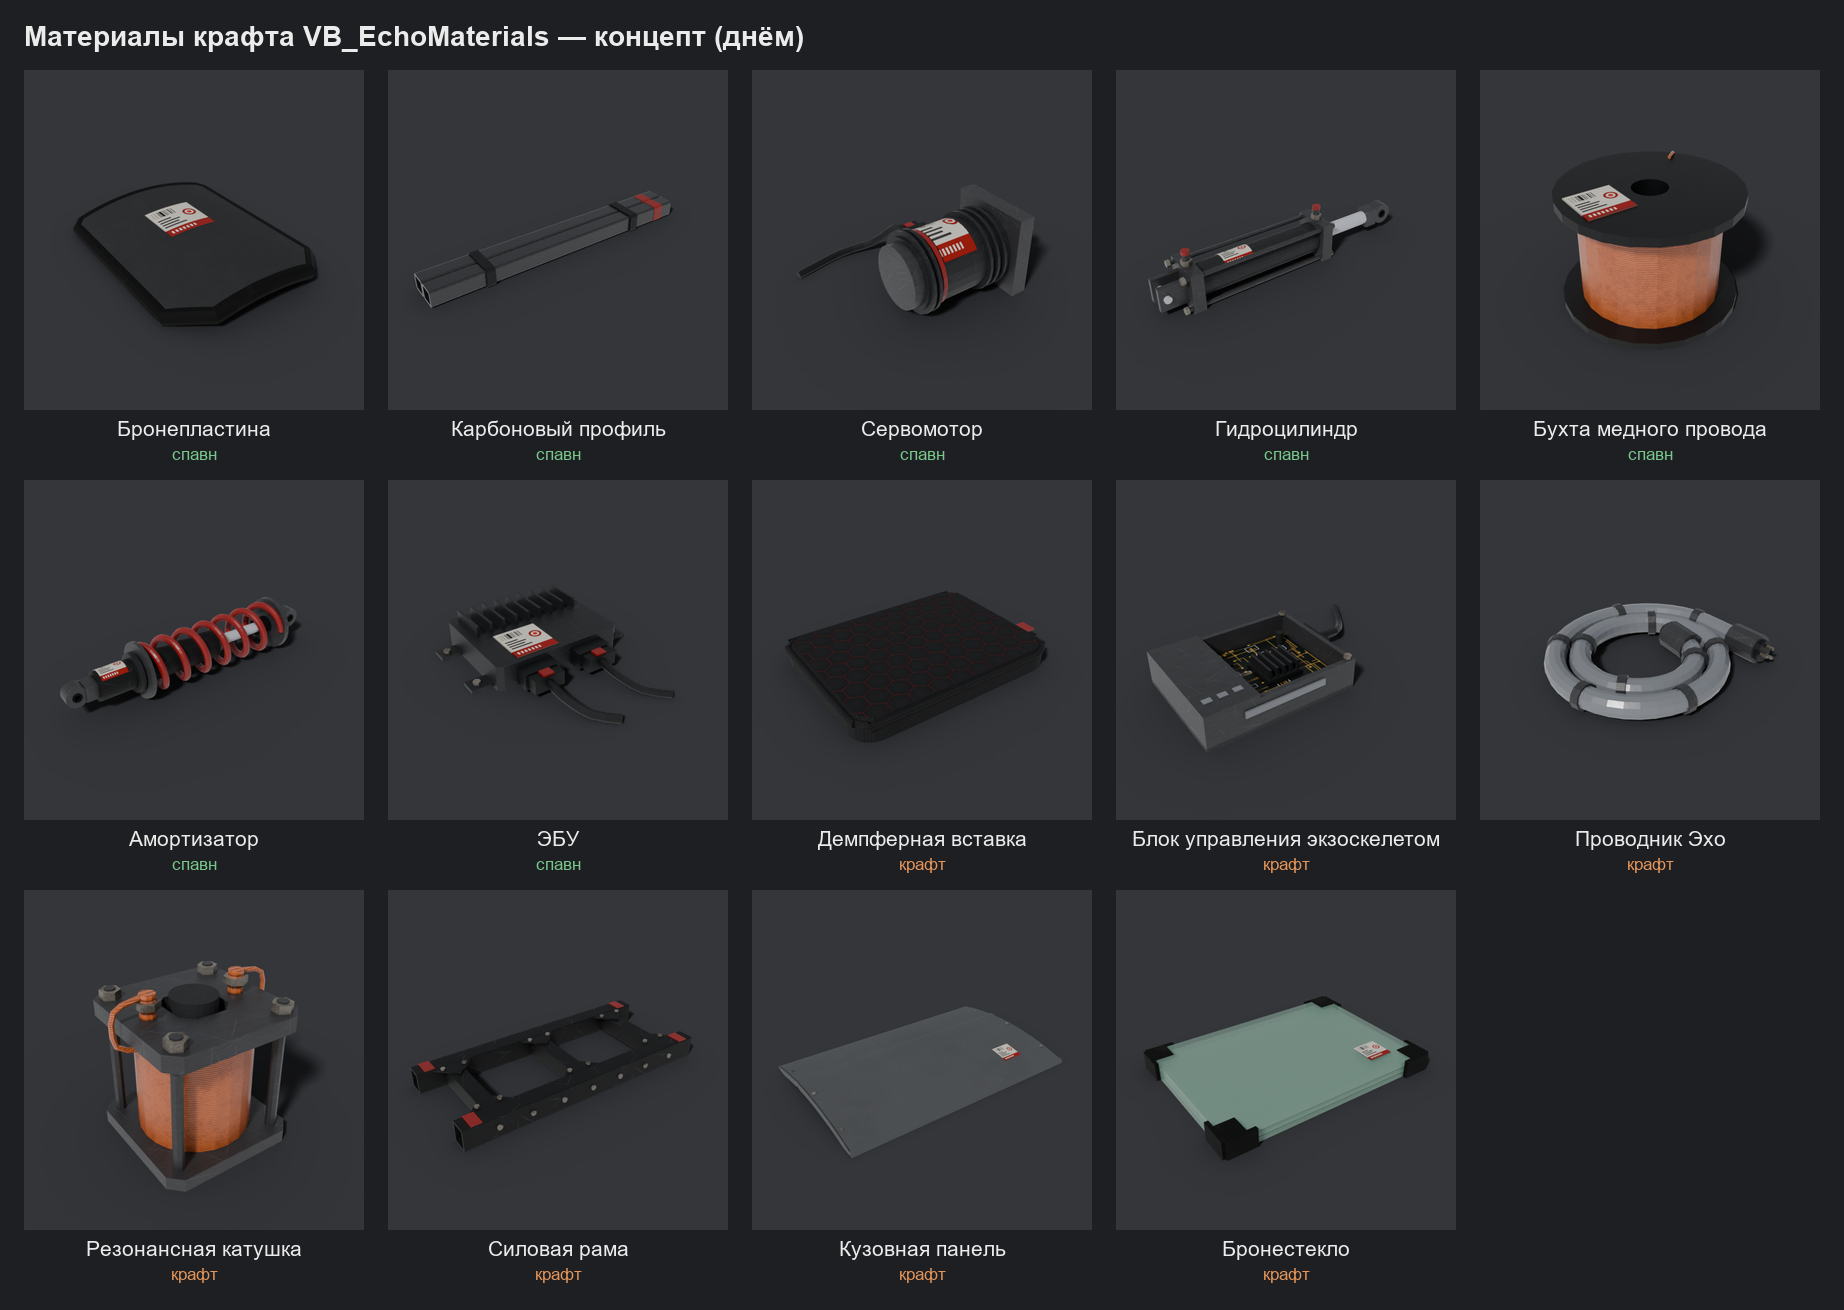 Материалы крафта VB_EchoMaterials — концепт (днём)
Бронепластина
спавн
Карбоновый профиль
спавн
Сервомотор
спавн
Гидроцилиндр
спавн
Бухта медного провода
спавн
Амортизатор
спавн
ЭБУ
спавн
Демпферная вставка
крафт
Блок управления экзоскелетом
крафт
Проводник Эхо
крафт
Резонансная катушка
крафт
Силовая рама
крафт
Кузовная панель
крафт
Бронестекло
крафт